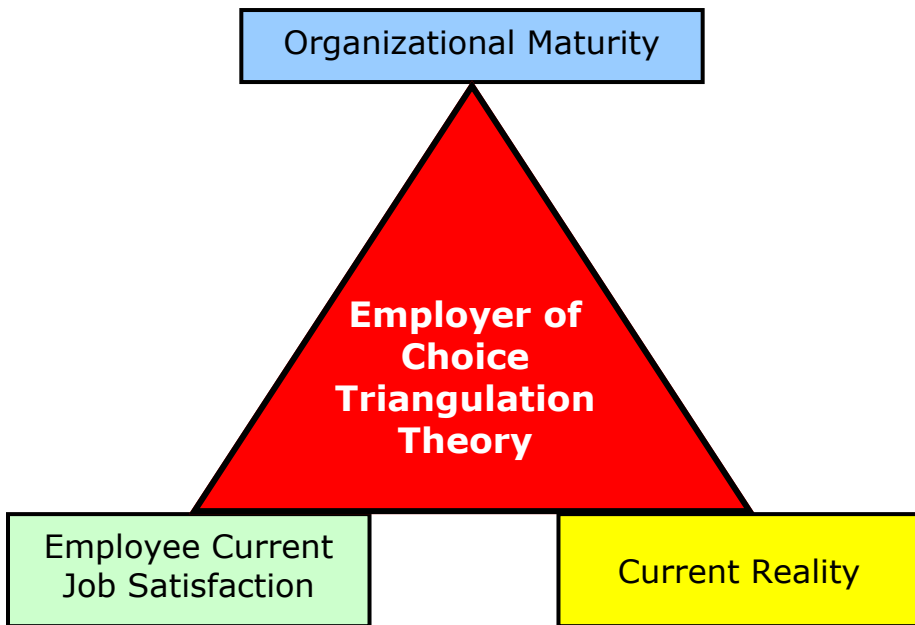 Organizational Maturity
Employer of
Choice
Triangulation
Theory
Employee Current
Job Satisfaction
Current Reality